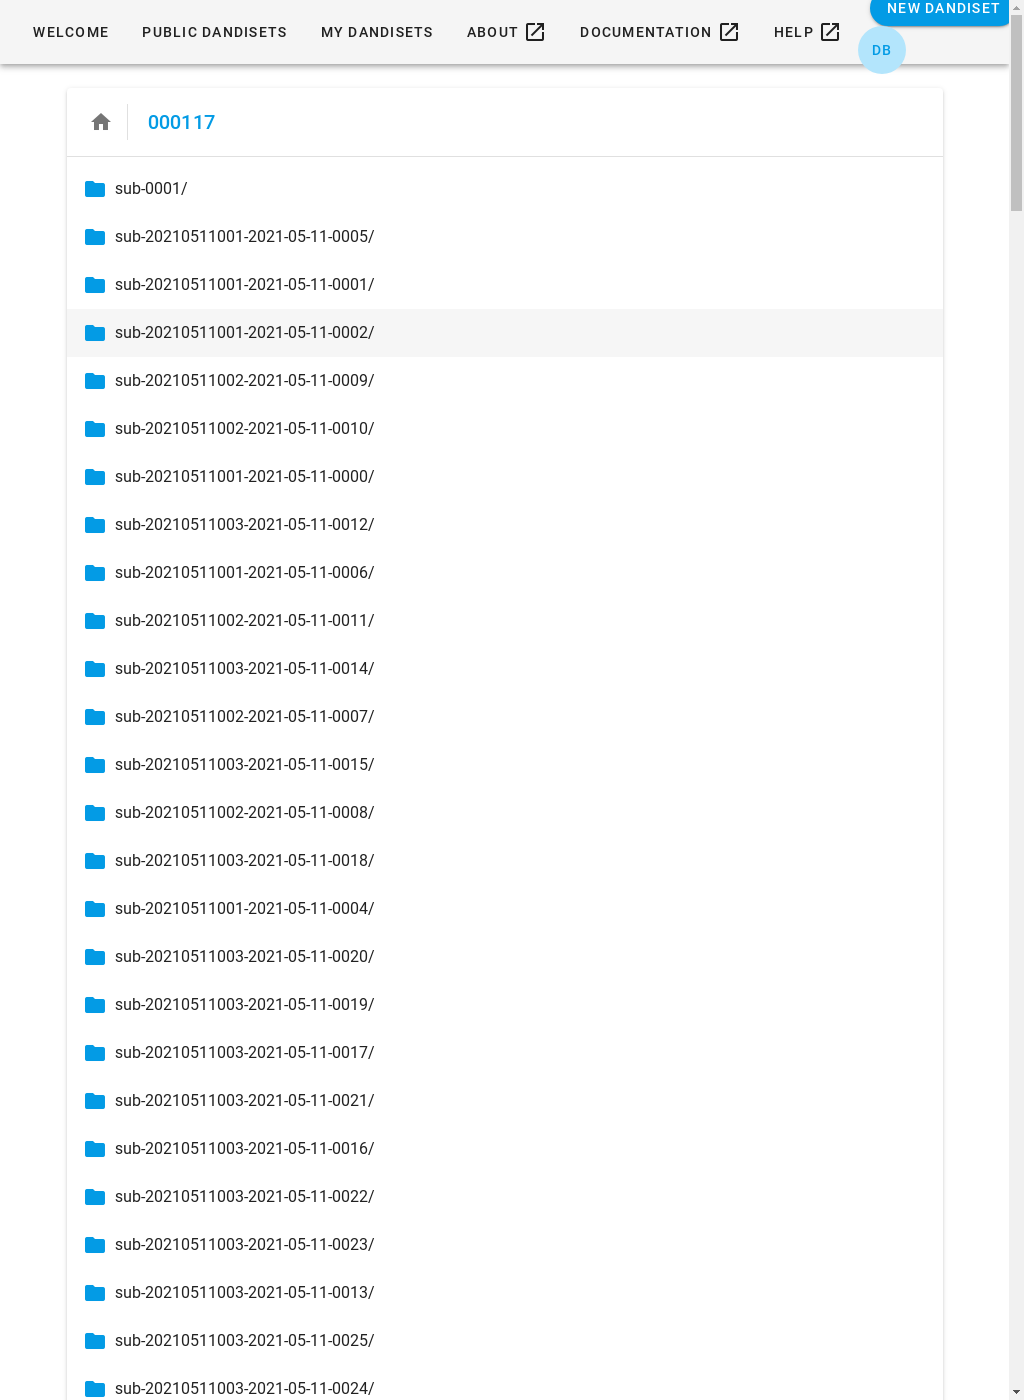 WELCOME PUBLIC DANDISETS MY DANDISETS ABOUT DOCUMENTATION HELP NEW DANDISET
DB
000117
sub-0001/
sub-20210511001-2021-05-11-0005/
sub-20210511001-2021-05-11-0001/
sub-20210511001-2021-05-11-0002/
sub-20210511002-2021-05-11-0009/
sub-20210511002-2021-05-11-0010/
sub-20210511001-2021-05-11-0000/
sub-20210511003-2021-05-11-0012/
sub-20210511001-2021-05-11-0006/
sub-20210511002-2021-05-11-0011/
sub-20210511003-2021-05-11-0014/
sub-20210511002-2021-05-11-0007/
sub-20210511003-2021-05-11-0015/
sub-20210511002-2021-05-11-0008/
sub-20210511003-2021-05-11-0018/
sub-20210511001-2021-05-11-0004/
sub-20210511003-2021-05-11-0020/
sub-20210511003-2021-05-11-0019/
sub-20210511003-2021-05-11-0017/
sub-20210511003-2021-05-11-0021/
sub-20210511003-2021-05-11-0016/
sub-20210511003-2021-05-11-0022/
sub-20210511003-2021-05-11-0023/
sub-20210511003-2021-05-11-0013/
sub-20210511003-2021-05-11-0025/
sub-20210511003-2021-05-11-0024/